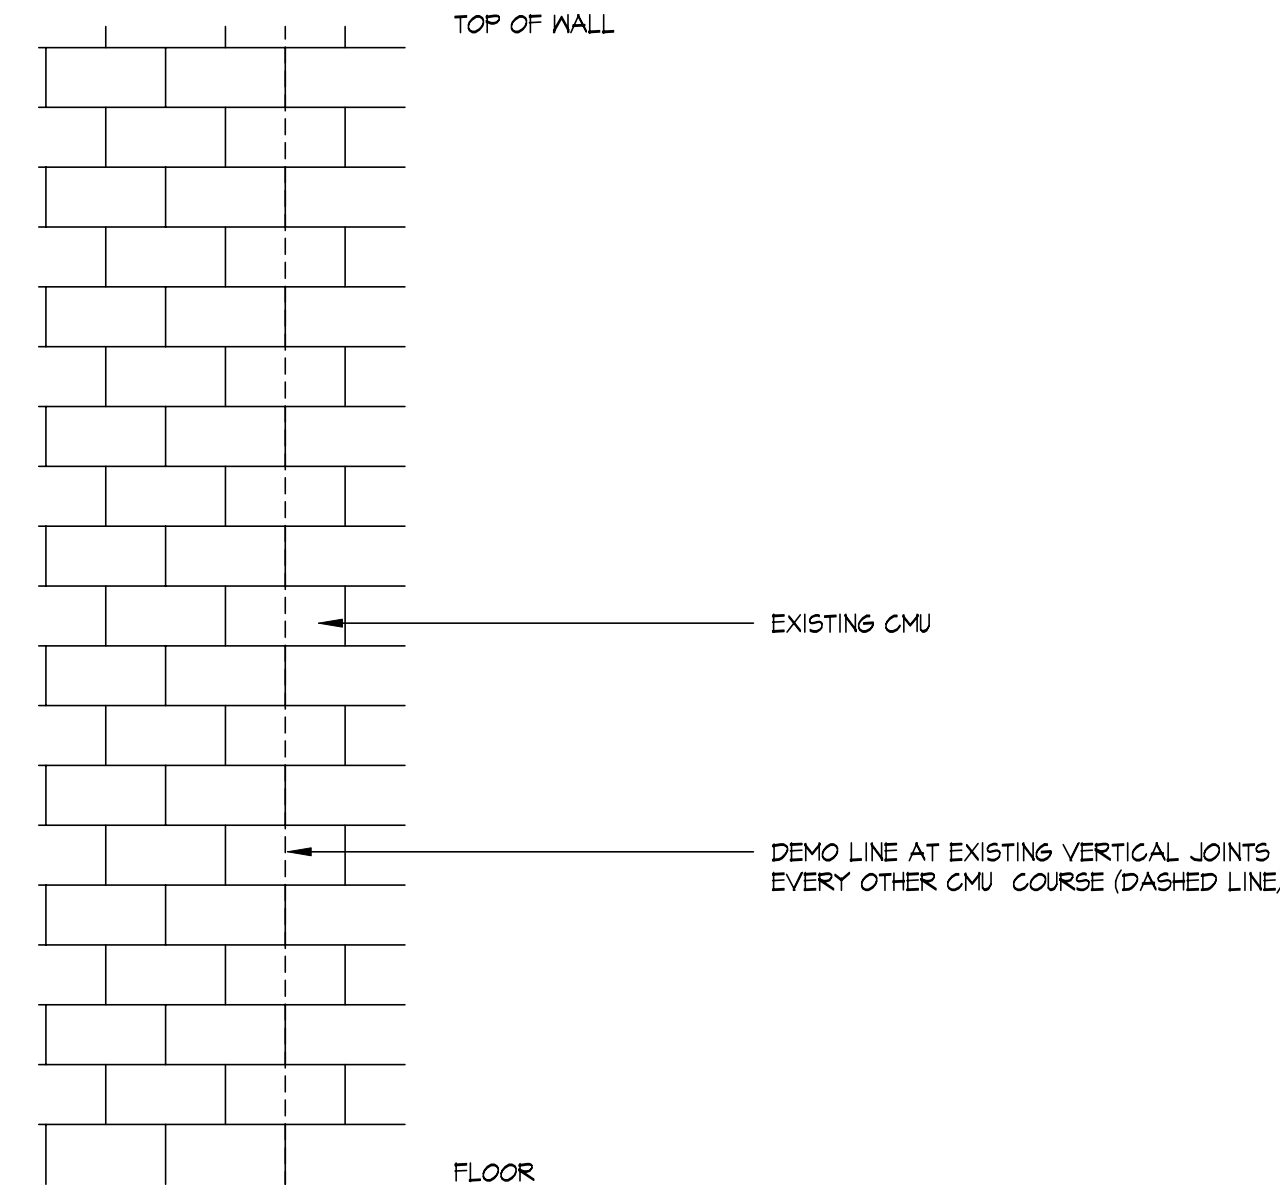 TOP OF WALL
EXISTING CMU
DEMO LINE AT EXISTING VERTICAL JOINTS
EVERY OTHER CMU COURSE (DASHED LINE)
FLOOR